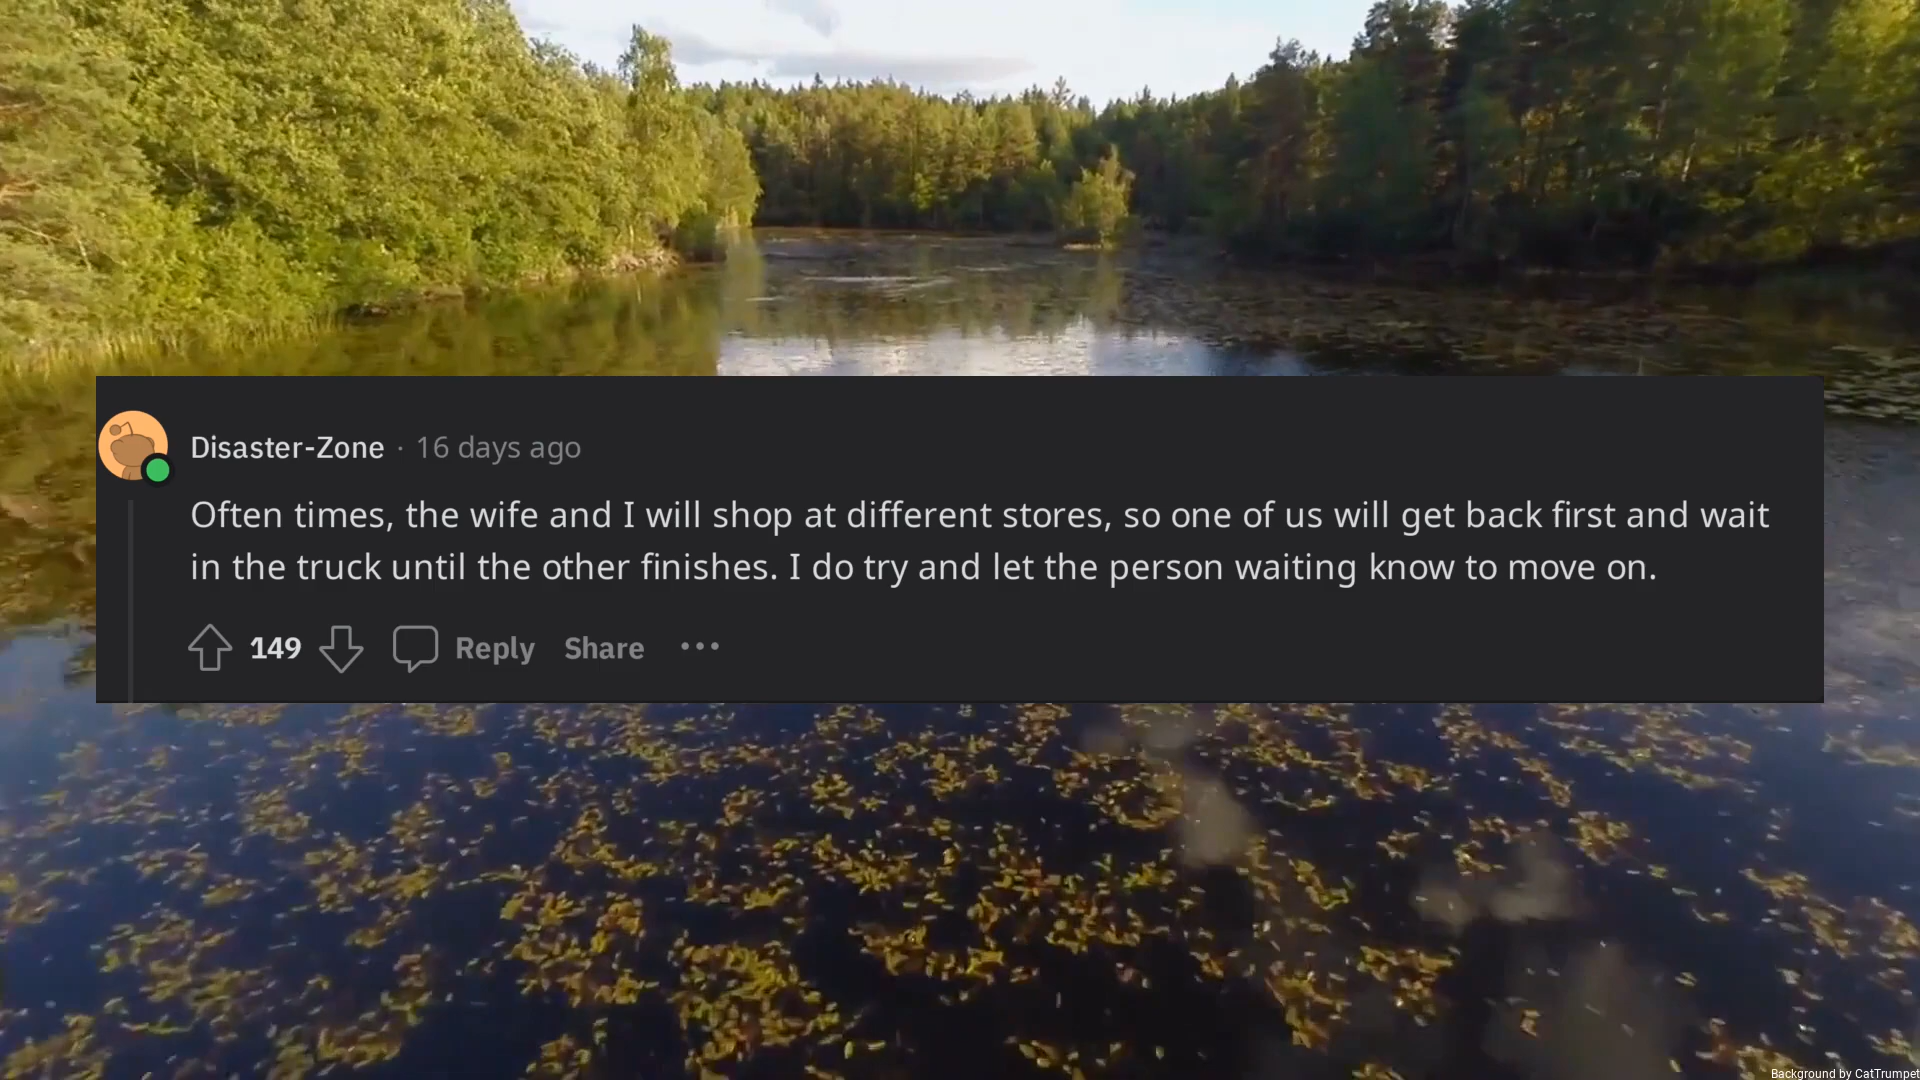 Disaster-Zone · 16 days ago
Often times, the wife and I will shop at different stores, so one of us will get back first and wait
in the truck until the other finishes. I do try and let the person waiting know to move on.
149 Reply Share •••
Background by CatTrumpet